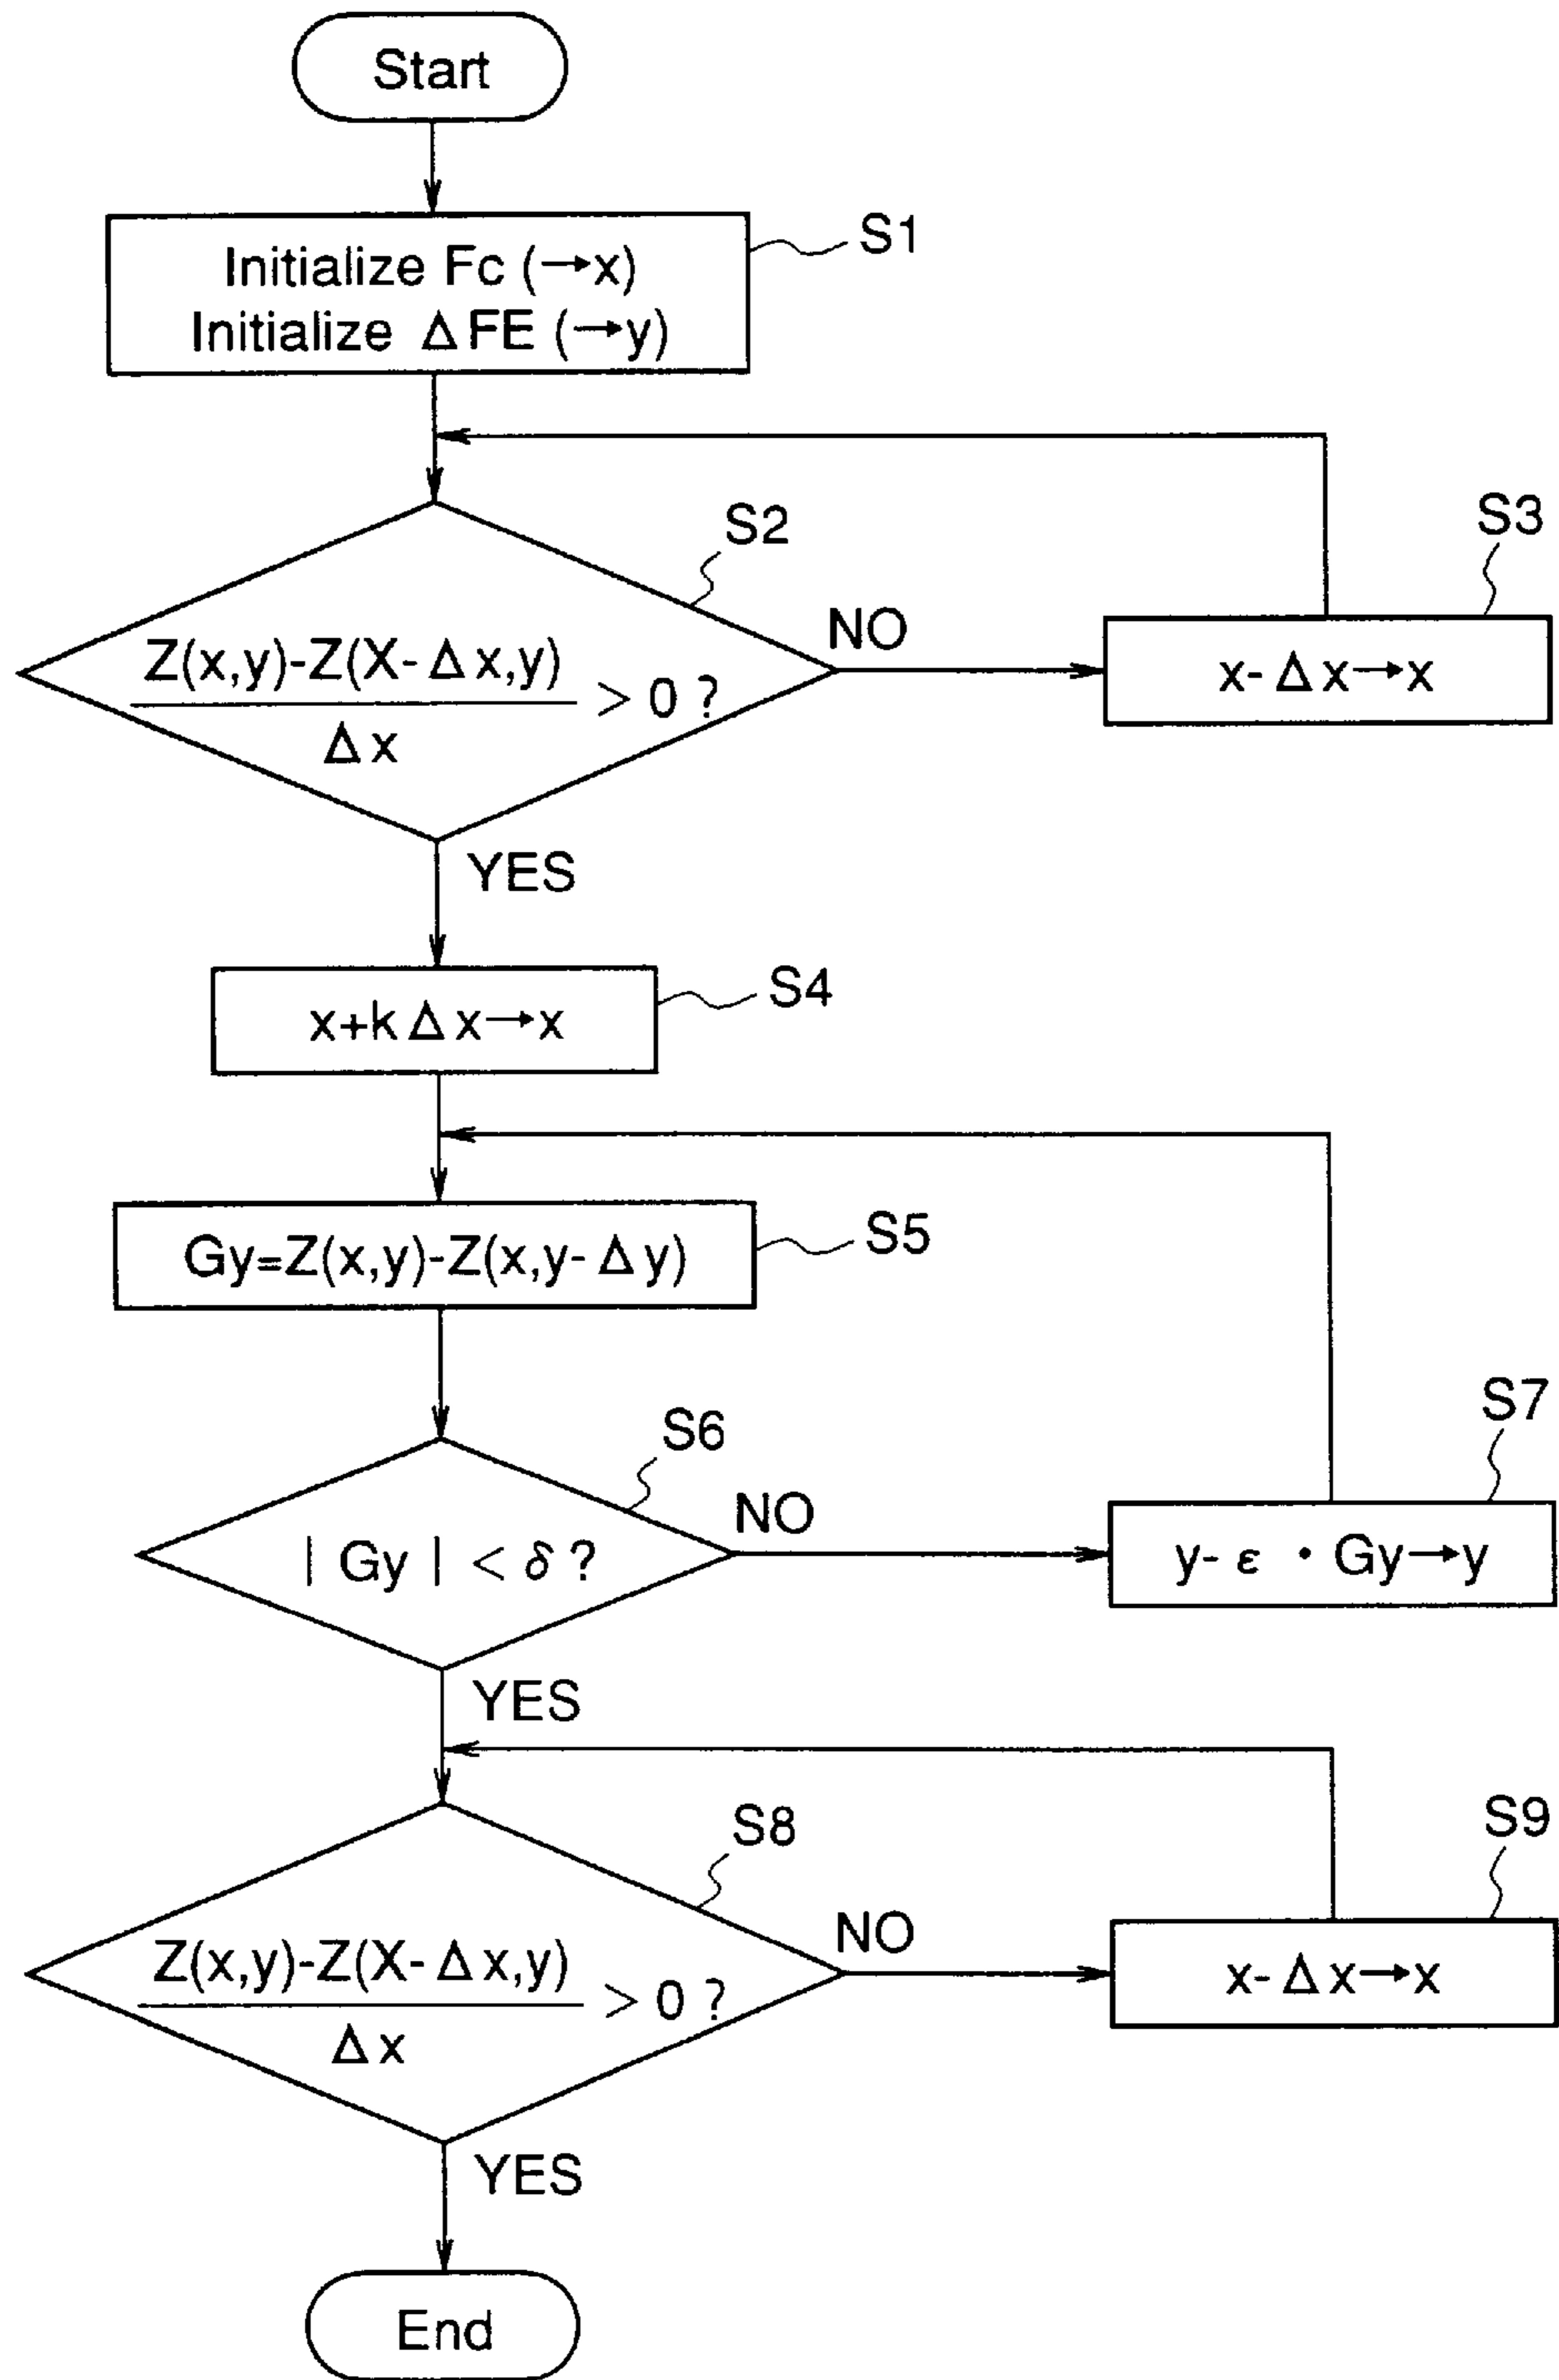 Start
Initialize Fc (→x)
Initialize ΔFE (→y)
S1
S2
S3
Z(x,y)-Z(X-Δx,y)
Δx
> 0 ?
NO
x-Δx→x
YES
x+kΔx→x
S4
Gy=Z(x,y)-Z(x,y-Δy)
S5
S6
S7
| Gy | < δ ?
NO
y-ε・Gy→y
YES
S8
S9
Z(x,y)-Z(X-Δx,y)
Δx
> 0 ?
NO
x-Δx→x
YES
End